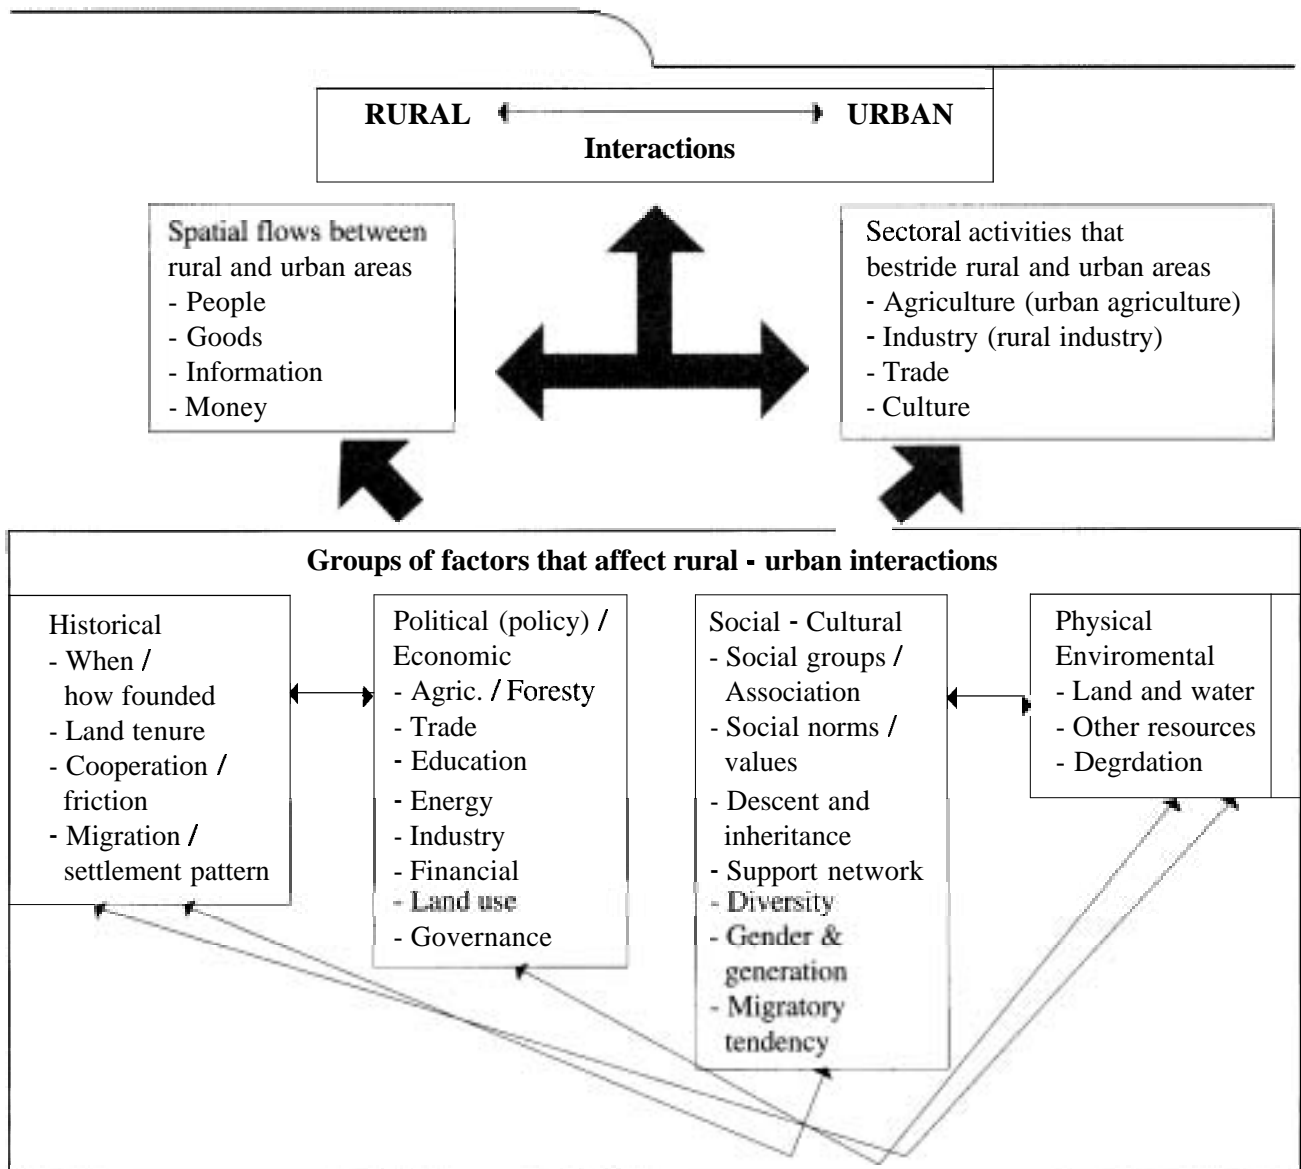 RURAL URBAN
Interactions
Spatial flows between
rural and urban areas
- People
- Goods
- Information
- Money
Sectoral activities that
bestride rural and urban areas
- Agriculture (urban agriculture)
- Industry (rural industry)
- Trade
- Culture
Groups of factors that affect rural - urban interactions
Historical
- When /
how founded
- Land tenure
- Cooperation /
friction
- Migration /
settlement pattern
Political (policy) /
Economic
- Agric. / Foresty
- Trade
- Education
- Energy
- Industry
- Financial
- Land use
- Governance
Social - Cultural
- Social groups /
Association
- Social norms /
values
- Descent and
inheritance
- Support network
- Diversity
- Gender &
generation
- Migratory
tendency
Physical
Enviromental
- Land and water
- Other resources
- Degrdation